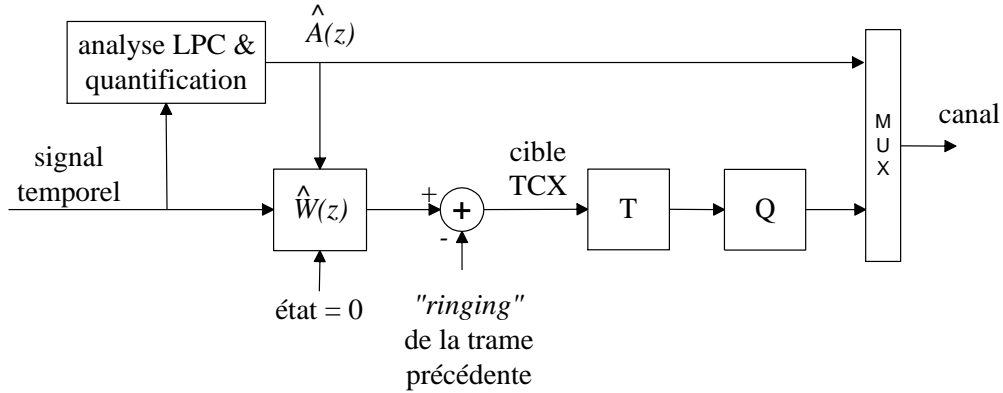 analyse LPC &
quantification
Â(z)
signal
temporel
Ŵ(z)
état = 0
+
-
+
"ringing"
de la trame
précédente
cible
TCX
T
Q
M
U
X
canal